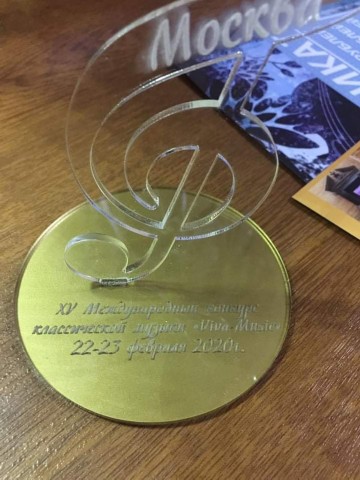 Москва
XV Международный конкурс
классической музыки «Viva Music»
22-23 февраля 2020г.